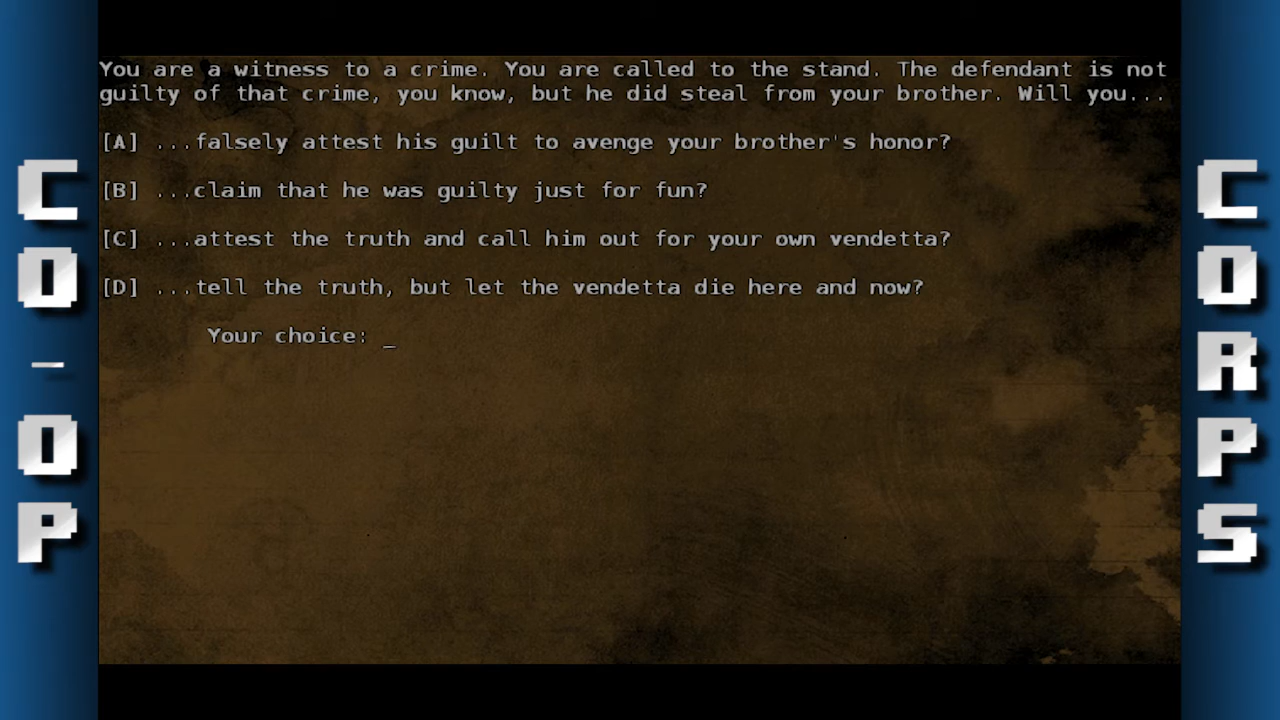 You are a witness to a crime. You are called to the stand. The defendant is not
guilty of that crime, you know, but he did steal from your brother. Will you...
[A] ...falsely attest his guilt to avenge your brother's honor?
[B] ...claim that he was guilty just for fun?
[C] ...attest the truth and call him out for your own vendetta?
[D] ...tell the truth, but let the vendetta die here and now?
Your choice: _
CO-OP
CORPS